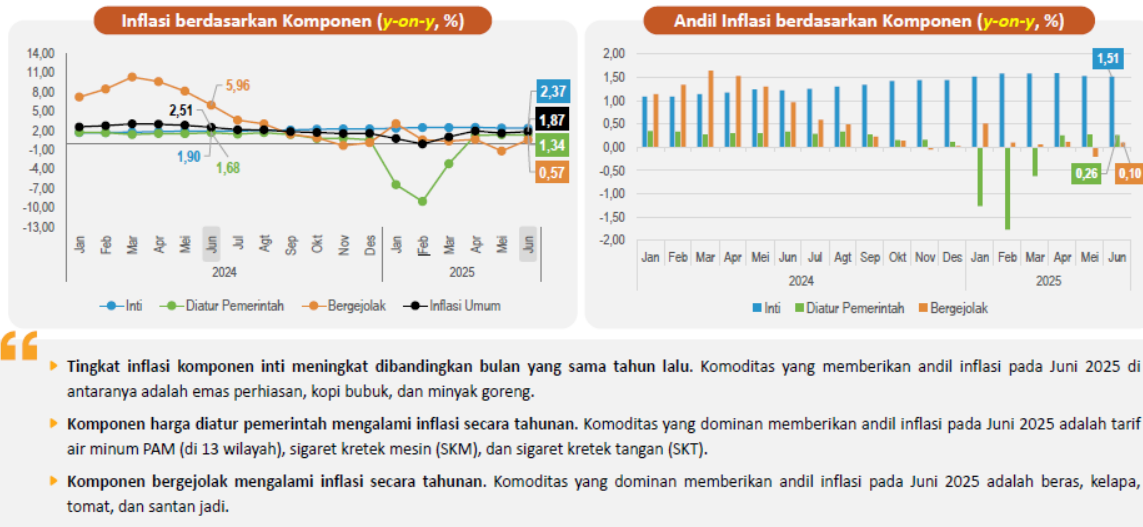 Inflasi berdasarkan Komponen (y-on-y, %)
14,00
11,00
8,00
5,00
2,00
-1,00
-4,00
-7,00
-10,00
-13,00
5,96
2,51
1,90
1,68
2,37
1,87
1,34
0,57
Jan Feb Mar Apr Mei Jun Jul Agt Sep Okt Nov Des Jan Feb Mar Apr Mei Jun
2024 2025
Inti Diatur Pemerintah Bergejolak Inflasi Umum
Andil Inflasi berdasarkan Komponen (y-on-y, %)
2,00
1,50
1,00
0,50
0,00
-0,50
-1,00
-1,50
-2,00
1,51
0,26
0,10
Jan Feb Mar Apr Mei Jun Jul Agt Sep Okt Nov Des Jan Feb Mar Apr Mei Jun
2024 2025
Inti Diatur Pemerintah Bergejolak
Tingkat inflasi komponen inti meningkat dibandingkan bulan yang sama tahun lalu. Komoditas yang memberikan andil inflasi pada Juni 2025 di
antaranya adalah emas perhiasan, kopi bubuk, dan minyak goreng.
Komponen harga diatur pemerintah mengalami inflasi secara tahunan. Komoditas yang dominan memberikan andil inflasi pada Juni 2025 adalah tarif
air minum PAM (di 13 wilayah), sigaret kretek mesin (SKM), dan sigaret kretek tangan (SKT).
Komponen bergejolak mengalami inflasi secara tahunan. Komoditas yang dominan memberikan andil inflasi pada Juni 2025 adalah beras, kelapa,
tomat, dan santan jadi.